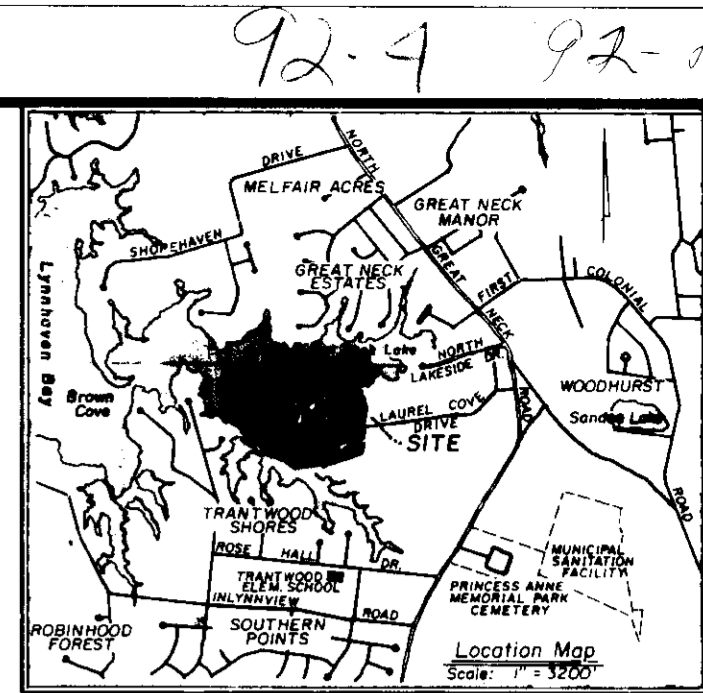 92-4 92-
DRIVE
NORTH
MELFAIR ACRES
GREAT NECK
MANOR
SHOREHAVEN
GREAT NECK
ESTATES
GREAT
NECK
FIRST
COLONIAL
Lynnhaven Bay
Lake
NORTH
LAKESIDE DR.
Brown
Cove
WOODHURST
LAUREL COVE
DRIVE
ROAD
Lake
SITE
ROAD
TRANTWOOD
SHORES
ROSE HALL DR.
MUNICIPAL
SANITATION
FACILITY
TRANTWOOD
ELEM. SCHOOL
PRINCESS ANNE
MEMORIAL PARK
CEMETERY
INLYNNVIEW ROAD
ROBINHOOD
FOREST
SOUTHERN
POINTS
Location Map
Scale: 1" = 3200'